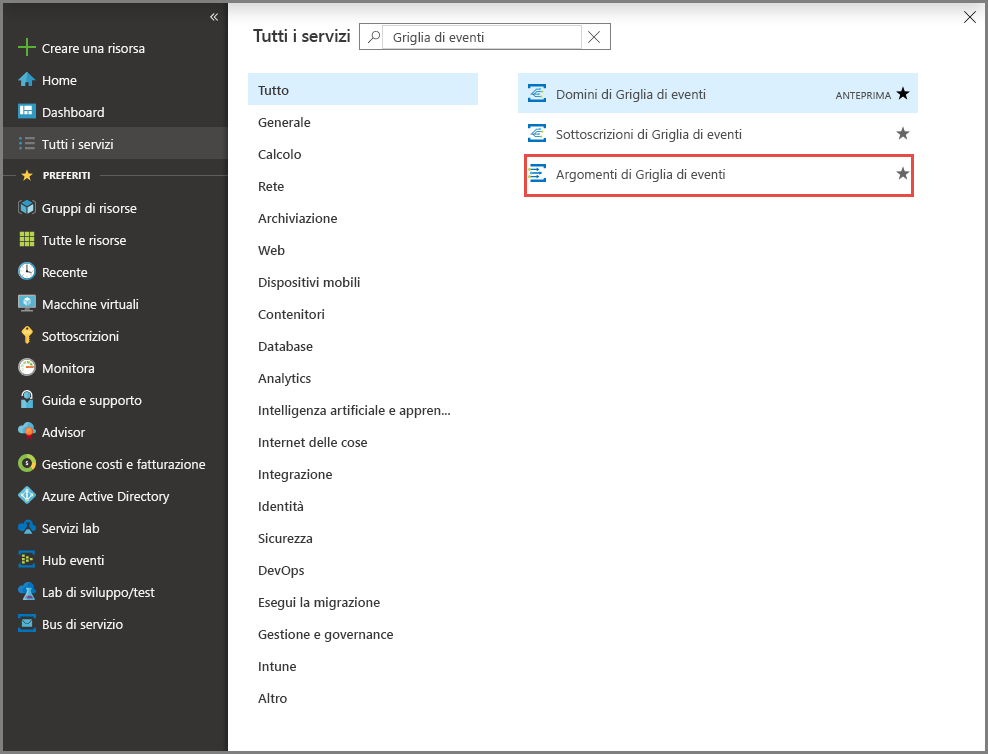 «
Creare una risorsa
Home
Dashboard
Tutti i servizi
PREFERITI
Gruppi di risorse
Tutte le risorse
Recente
Macchine virtuali
Sottoscrizioni
Monitora
Guida e supporto
Advisor
Gestione costi e fatturazione
Azure Active Directory
Servizi lab
Hub eventi
Lab di sviluppo/test
Bus di servizio
Tutti i servizi
Griglia di eventi
Tutto
Generale
Calcolo
Rete
Archiviazione
Web
Dispositivi mobili
Contenitori
Database
Analytics
Intelligenza artificiale e appren...
Internet delle cose
Integrazione
Identità
Sicurezza
DevOps
Esegui la migrazione
Gestione e governance
Intune
Altro
Domini di Griglia di eventi ANTEPRIMA
Sottoscrizioni di Griglia di eventi
Argomenti di Griglia di eventi